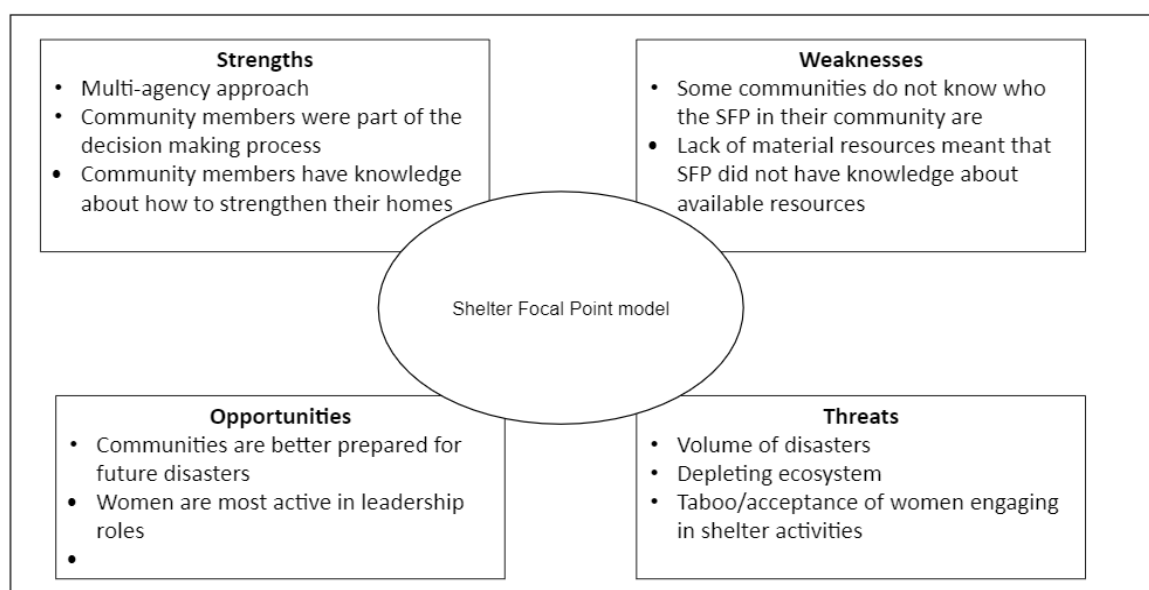 Strengths
• Multi-agency approach
• Community members were part of the
decision making process
• Community members have knowledge
about how to strengthen their homes
Weaknesses
• Some communities do not know who
the SFP in their community are
• Lack of material resources meant that
SFP did not have knowledge about
available resources
Shelter Focal Point model
Opportunities
• Communities are better prepared for
future disasters
• Women are most active in leadership
roles
•
Threats
• Volume of disasters
• Depleting ecosystem
• Taboo/acceptance of women engaging
in shelter activities